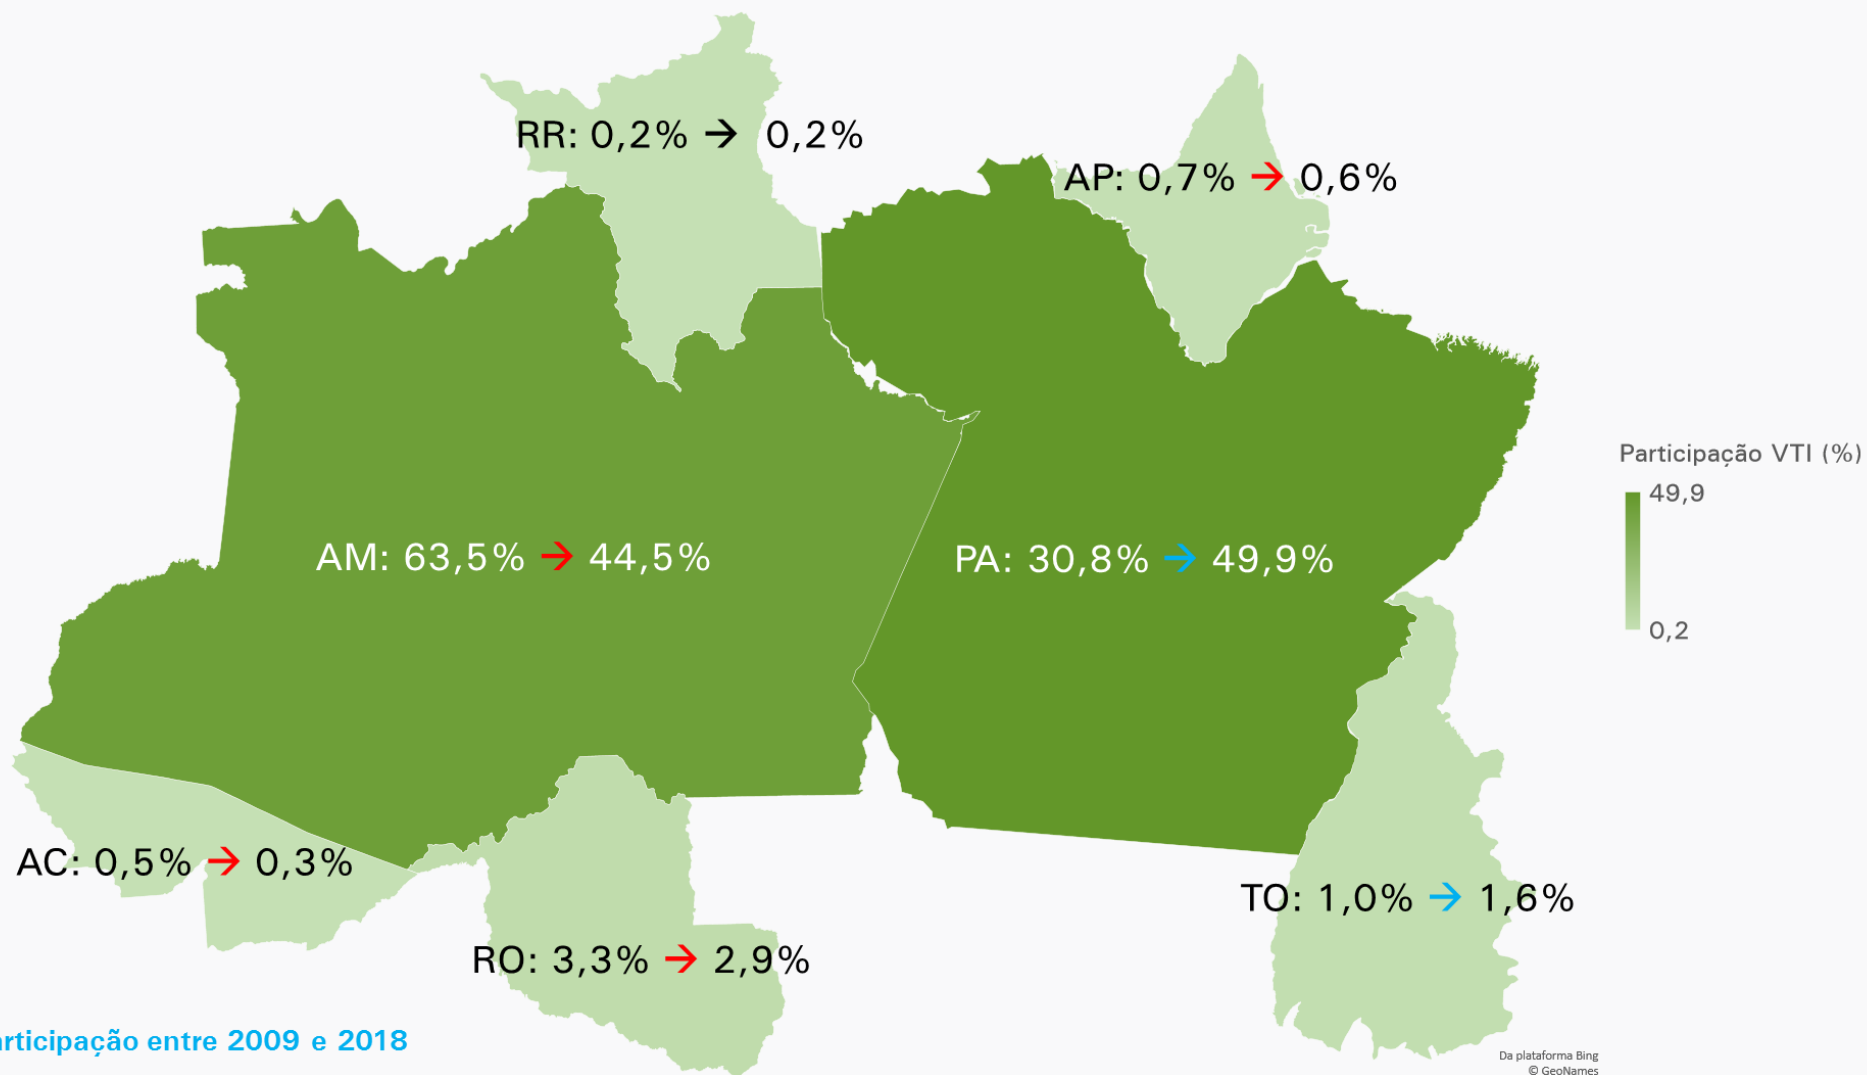 RR: 0,2% → 0,2%
AP: 0,7% → 0,6%
Participação VTI (%)
49,9
0,2
AM: 63,5% → 44,5%
PA: 30,8% → 49,9%
AC: 0,5% → 0,3%
TO: 1,0% → 1,6%
RO: 3,3% → 2,9%
entre 2009 e 2018
Da plataforma Bing
© GeoNames